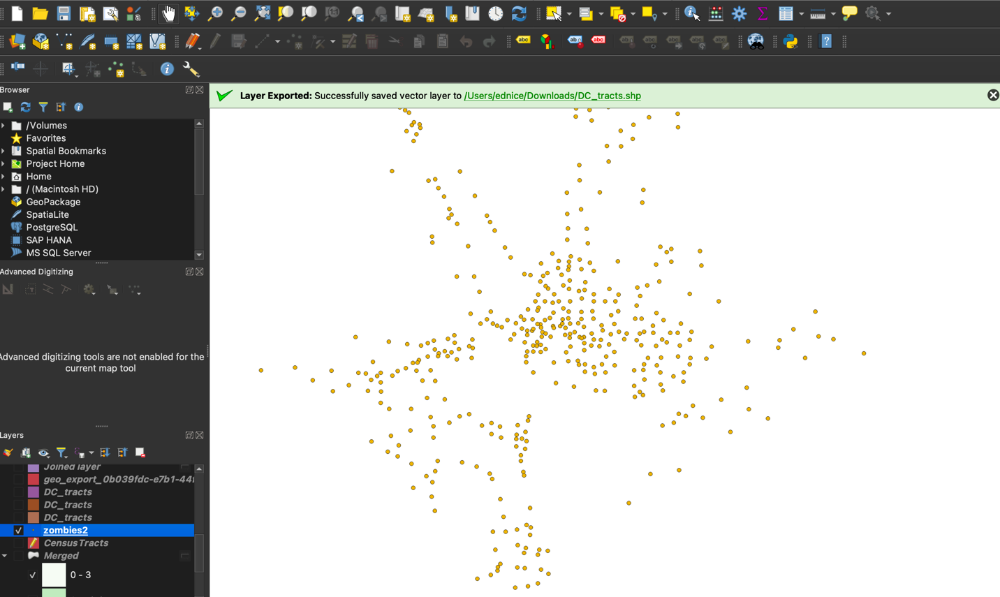 abc
ab
abc
Browser
Layer Exported: Successfully saved vector layer to /Users/ednice/Downloads/DC_tracts.shp
/Volumes
Favorites
Spatial Bookmarks
Project Home
Home
/ (Macintosh HD)
GeoPackage
SpatiaLite
PostgreSQL
SAP HANA
MS SQL Server
Advanced Digitizing
Advanced digitizing tools are not enabled for the
current map tool
Layers
Joined layer
geo_export_0b039fdc-e7b1-44
DC_tracts
DC_tracts
DC_tracts
zombies2
CensusTracts
Merged
0 - 3